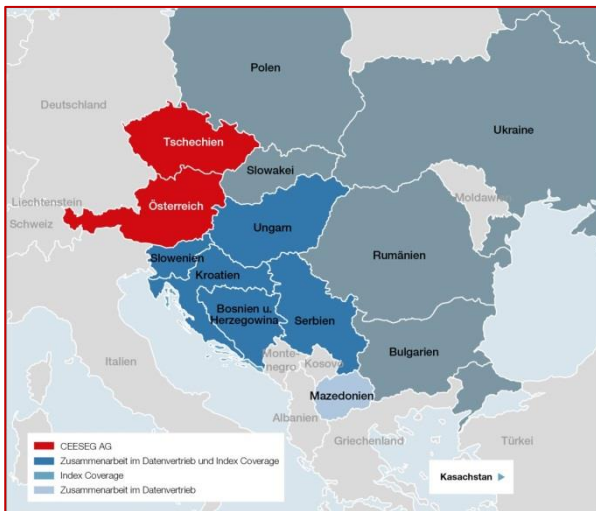 Polen
Deutschland
Ukraine
Tschechien
Slowakei
Moldawien
Liechtenstein
Österreich
Schweiz
Ungarn
Rumänien
Slowenien
Kroatien
Bosnien u.
Herzegowina
Serbien
Bulgarien
Monte-
negro
Kosovo
Italien
Mazedonien
Albanien
Griechenland
Türkei
CEESEG AG
Zusammenarbeit im Datenvertrieb und Index Coverage
Index Coverage
Zusammenarbeit im Datenvertrieb
Kasachstan